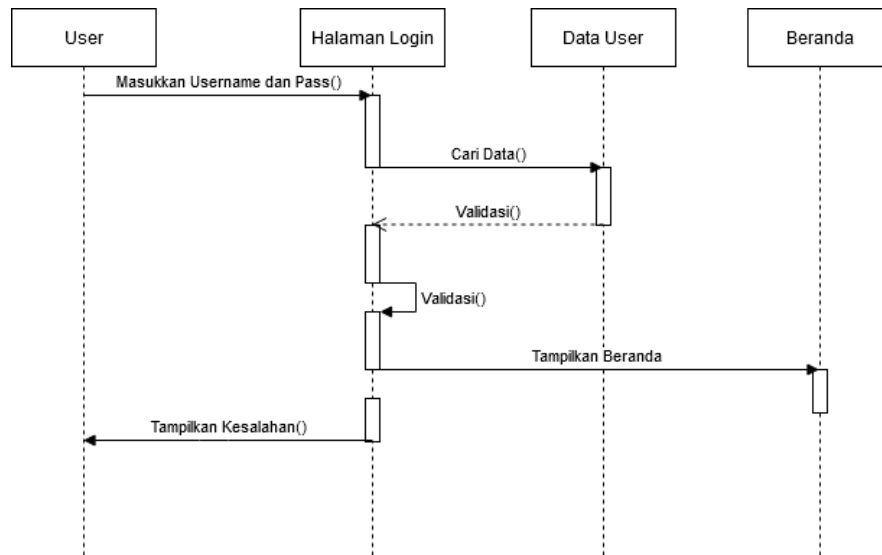 User
Halaman Login
Data User
Beranda
Masukkan Username dan Pass()
Cari Data()
Validasi()
Validasi()
Tampilkan Beranda
Tampilkan Kesalahan()